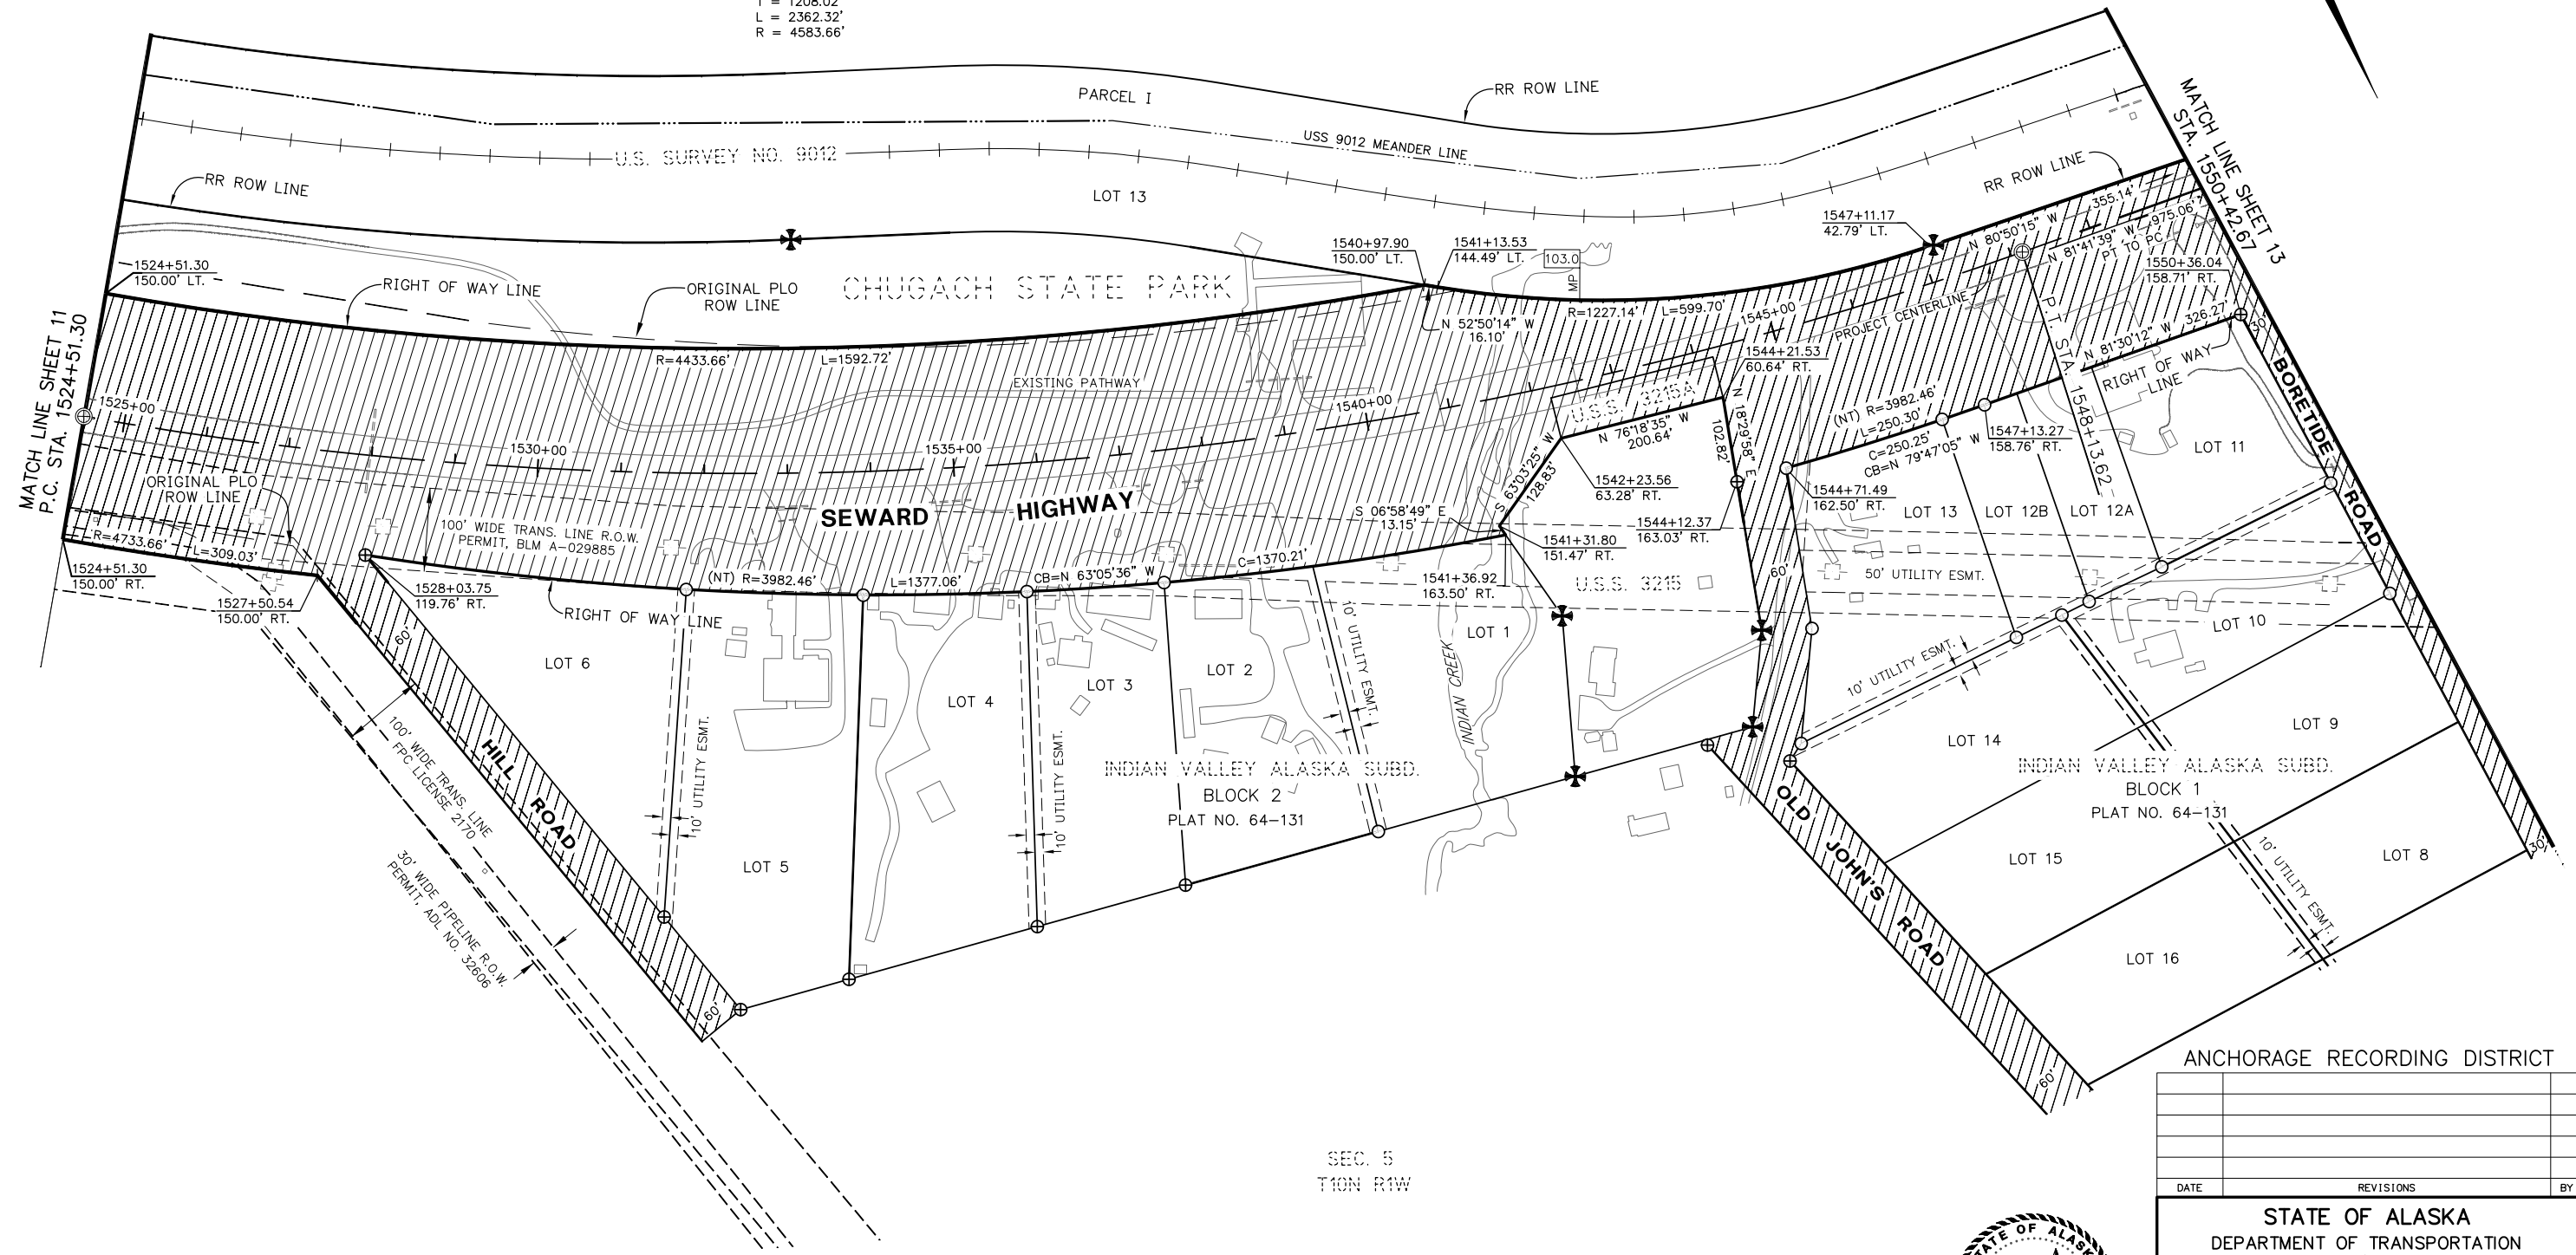 T = 1208.02'
L = 2362.32'
R = 4583.66'
PARCEL I
RR ROW LINE
USS 9012 MEANDER LINE
U.S. SURVEY NO. 9012
LOT 13
RR ROW LINE
RR ROW LINE
MATCH LINE SHEET 13
STA. 1550+42.67
MATCH LINE SHEET 11
P.C. STA. 1524+51.30
1524+51.30
150.00' LT.
RIGHT OF WAY LINE
ORIGINAL PLO
ROW LINE
CHUGACH STATE PARK
1540+97.90
150.00' LT.
1541+13.53
144.49' LT.
103.0
MP
1547+11.17
42.79' LT.
N 80°50'15" W
355.14'
N 81°41'39" W
975.06'
PT TO PC
1550+36.04
158.71' RT.
R=4433.66'
L=1592.72'
N 52°50'14" W
16.10'
R=1227.14'
L=599.70'
1545+00
PROJECT CENTERLINE
P.T. STA. 1548+13.62
N 81°30'12" W
326.27'
30'
RIGHT OF WAY
LINE
BORETIDE ROAD
EXISTING PATHWAY
1525+00
1530+00
1535+00
1540+00
1544+21.53
60.64' RT.
U.S.S. 3215A
N 76°18'35" W
200.64'
N 18°29'58" E
102.82'
(NT) R=3982.46'
L=250.30'
C=250.25'
CB=N 79°47'05" W
1547+13.27
158.76' RT.
ORIGINAL PLO
ROW LINE
SEWARD HIGHWAY
S 63°03'25" W
128.83'
1542+23.56
63.28' RT.
1544+71.49
162.50' RT.
1544+12.37
163.03' RT.
S 06°58'49" E
13.15'
1541+31.80
151.47' RT.
1541+36.92
163.50' RT.
100' WIDE TRANS. LINE R.O.W.
PERMIT, BLM A-029885
R=4733.66'
L=309.03'
1524+51.30
150.00' RT.
1527+50.54
150.00' RT.
1528+03.75
119.76' RT.
RIGHT OF WAY LINE
(NT) R=3982.46'
L=1377.06'
CB=N 63°05'36" W
C=1370.21'
U.S.S. 3215
60'
50' UTILITY ESMT.
LOT 13
LOT 12B
LOT 12A
LOT 11
LOT 10
LOT 9
LOT 8
30'
60'
LOT 6
LOT 5
LOT 4
LOT 3
LOT 2
LOT 1
INDIAN CREEK
10' UTILITY ESMT.
10' UTILITY ESMT.
10' UTILITY ESMT.
10' UTILITY ESMT.
10' UTILITY ESMT.
HILL ROAD
60'
100' WIDE TRANS. LINE
FPC LICENSE 2170
30' WIDE PIPELINE R.O.W.
PERMIT, ADL NO. 32606
INDIAN VALLEY ALASKA SUBD.
BLOCK 2
PLAT NO. 64-131
OLD JOHN'S ROAD
60'
LOT 14
LOT 15
LOT 16
INDIAN VALLEY ALASKA SUBD.
BLOCK 1
PLAT NO. 64-131
SEC. 5
T10N R1W
ANCHORAGE RECORDING DISTRICT
DATE REVISIONS BY
STATE OF ALASKA
DEPARTMENT OF TRANSPORTATION
STATE OF ALASKA